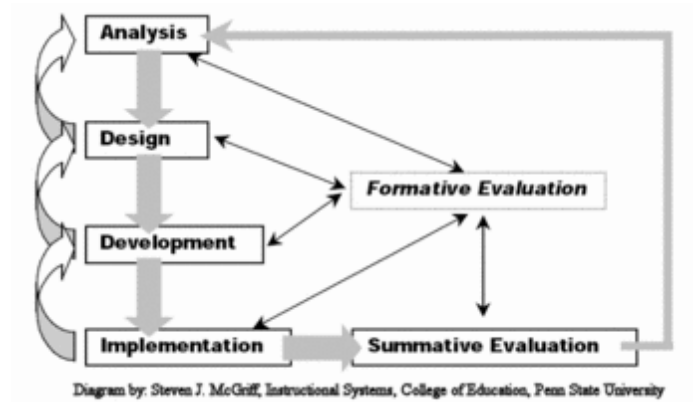 Analysis
Design
Formative Evaluation
Development
Implementation
Summative Evaluation
Diagram by: Steven J. McGriff, Instructional Systems, College of Education, Penn State University